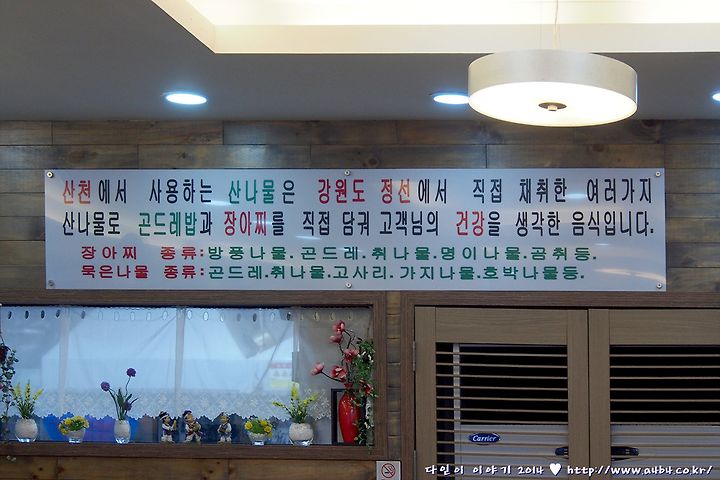 산천에서 사용하는 산나물은 강원도 정선에서 직접 채취한 여러가지
산나물로 곤드레밥과 장아찌를 직접 담궈 고객님의 건강을 생각한 음식입니다.
장아찌 종류:방풍나물. 곤드레.취나물.명이나물.곰취등.
묵은나물 종류:곤드레.취나물.고사리. 가지나물.호박나물등.
Carrier
다인이 이야기 2014 ♥ http://www.a4b4.co.kr/